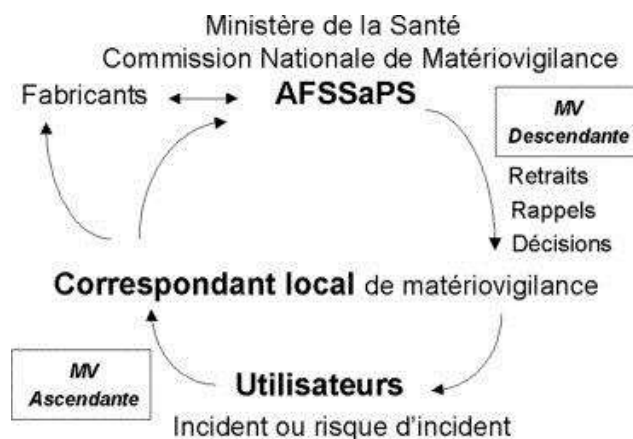 Ministère de la Santé
Commission Nationale de Matériovigilance
Fabricants
AFSSaPS
MV
Descendante
Retraits
Rappels
Décisions
Correspondant local de matériovigilance
MV
Ascendante
Utilisateurs
Incident ou risque d'incident